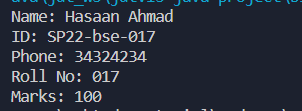 Name: Hasaan Ahmad
ID: SP22-bse-017
Phone: 34324234
Roll No: 017
Marks: 100